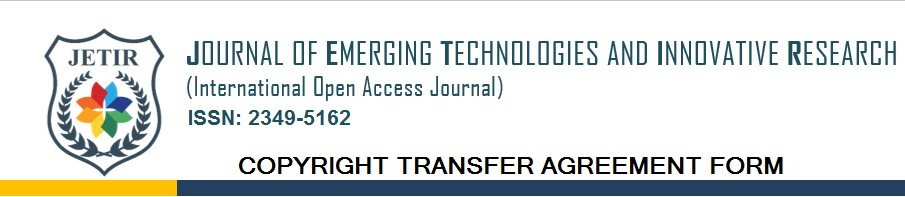 JETIR
JOURNAL OF EMERGING TECHNOLOGIES AND INNOVATIVE RESEARCH
(International Open Access Journal)
ISSN: 2349-5162
COPYRIGHT TRANSFER AGREEMENT FORM